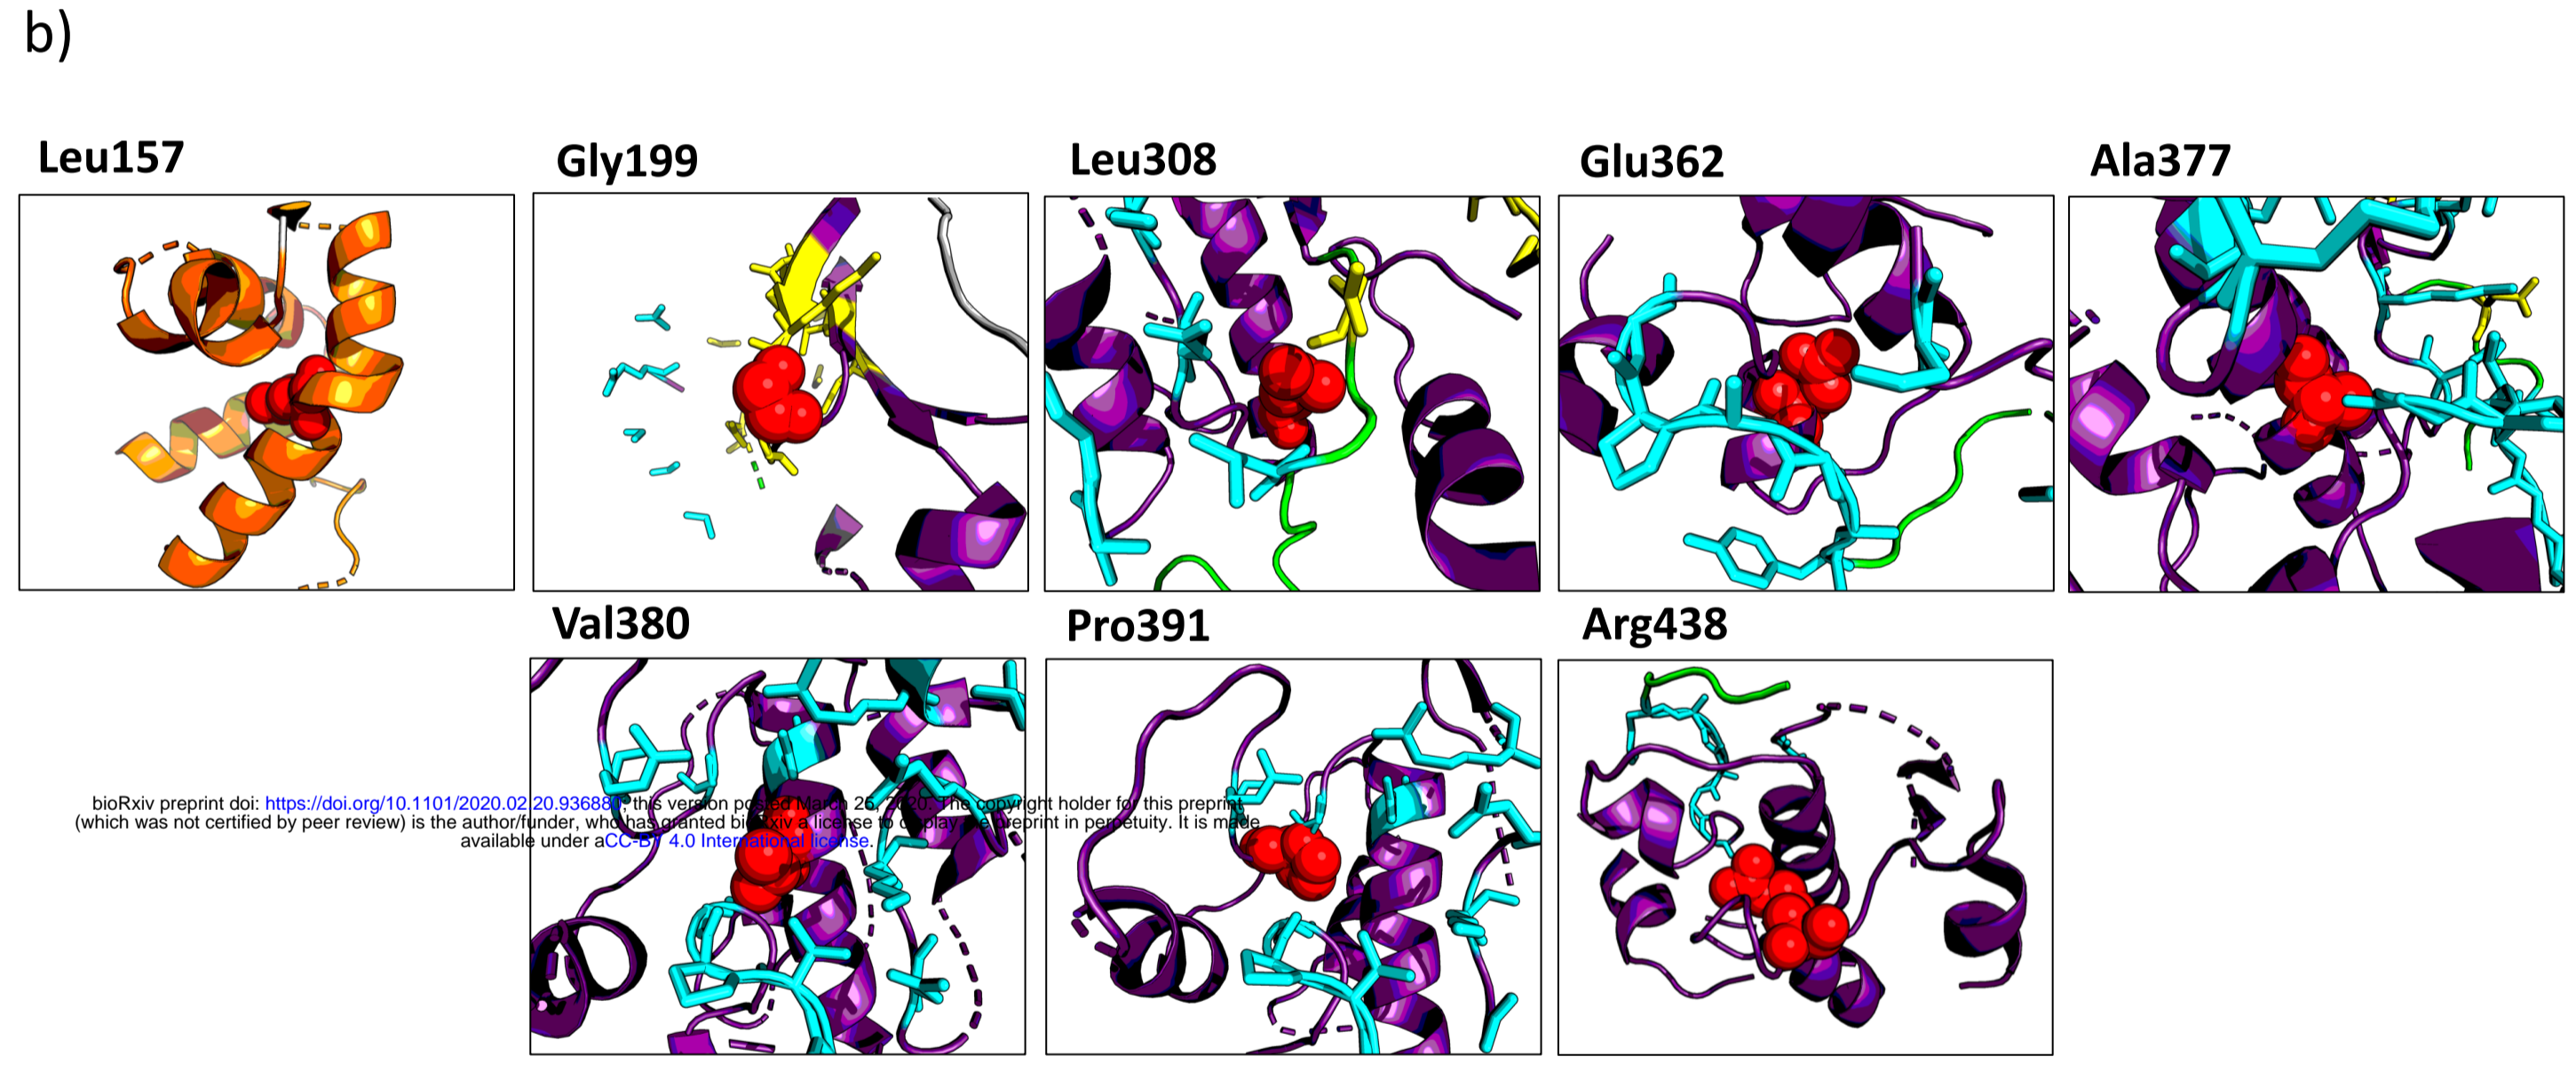 b)
Leu157
Gly199
Leu308
Glu362
Ala377
Val380
Pro391
Arg438
bioRxiv preprint doi: https://doi.org/10.1101/2020.02.20.936880; this version posted March 26, 2020. The copyright holder for this preprint
(which was not certified by peer review) is the author/funder, who has granted bioRxiv a license to display the preprint in perpetuity. It is made
available under aCC-BY 4.0 International license.